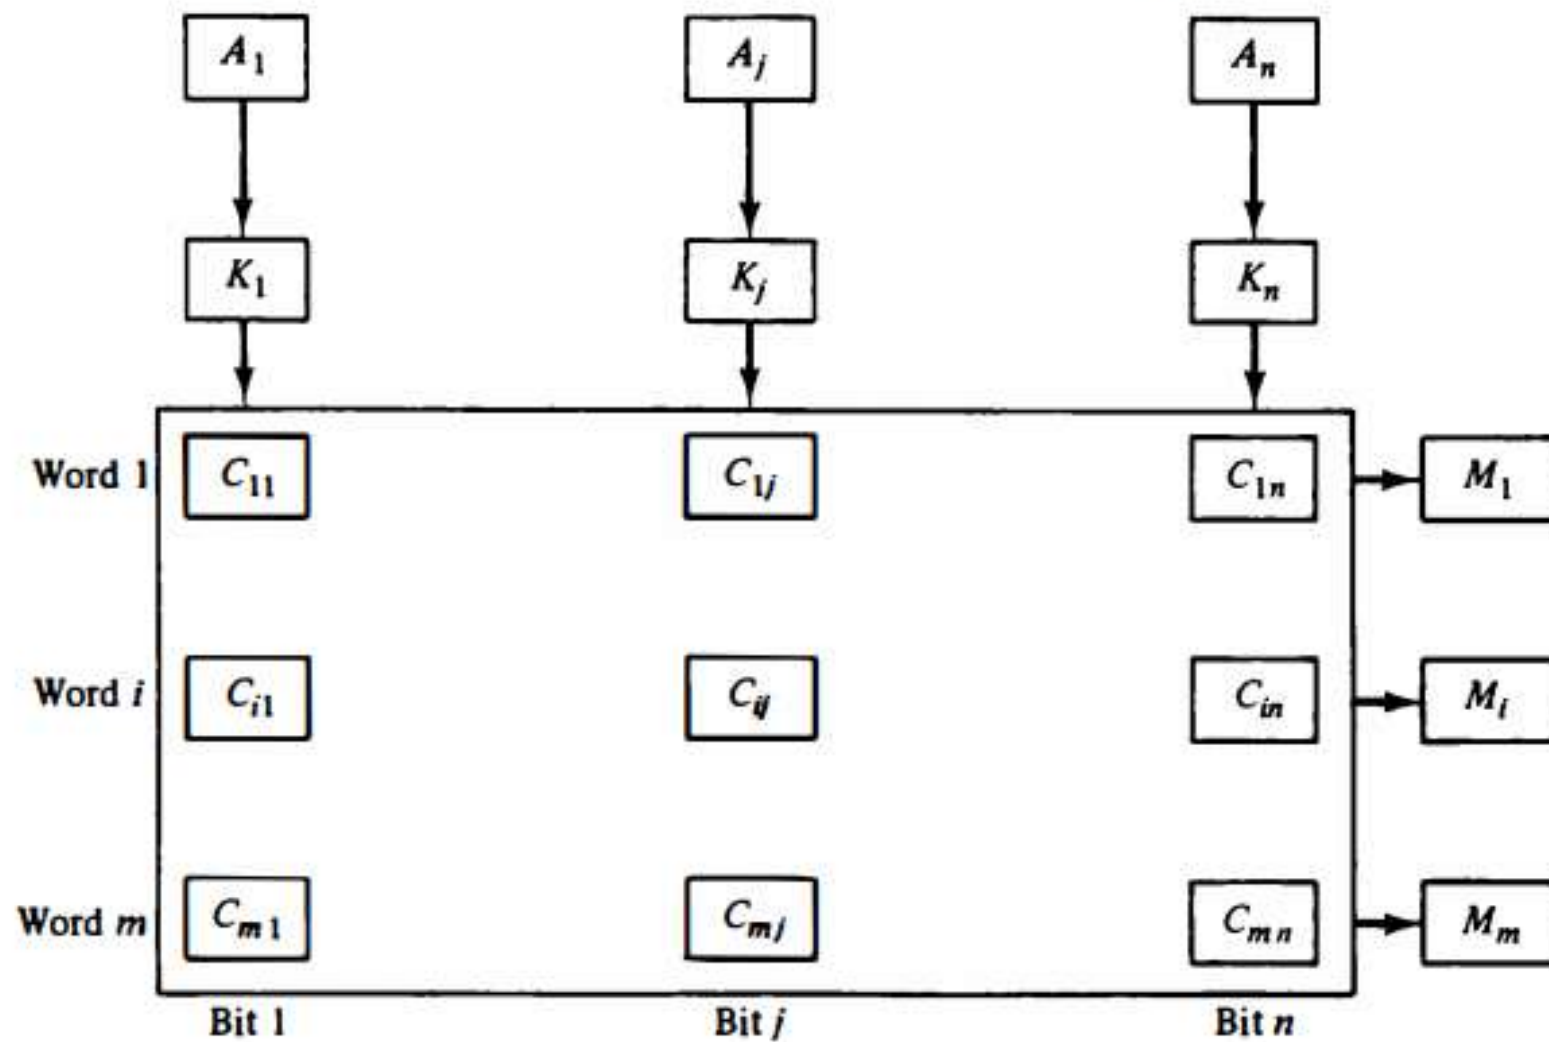 A₁ Aⱼ Aₙ
K₁ Kⱼ Kₙ
Word 1 C₁₁ C₁ⱼ C₁ₙ M₁
Word i Cᵢ₁ Cᵢⱼ Cᵢₙ Mᵢ
Word m Cₘ₁ Cₘⱼ Cₘₙ Mₘ
Bit 1 Bit j Bit n